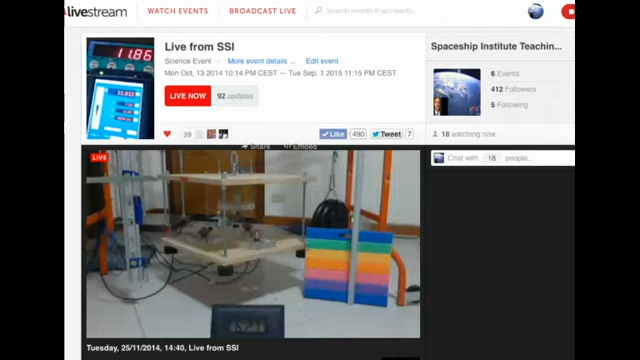 livestream
WATCH EVENTS
BROADCAST LIVE
Search events & accounts...
Live from SSI
Science Event · More event details ... Edit event
Mon Oct, 13 2014 10:14 PM CEST — Tue Sep, 1 2015 11:15 PM CEST
LIVE NOW 92 updates
39
Like 490 Tweet 7
Spaceship Institute Teachin...
6 Events
412 Followers
5 Following
18 watching now
Share Embed
Chat with 18 people...
LIVE
11.86
Tuesday, 25/11/2014, 14:40, Live from SSI